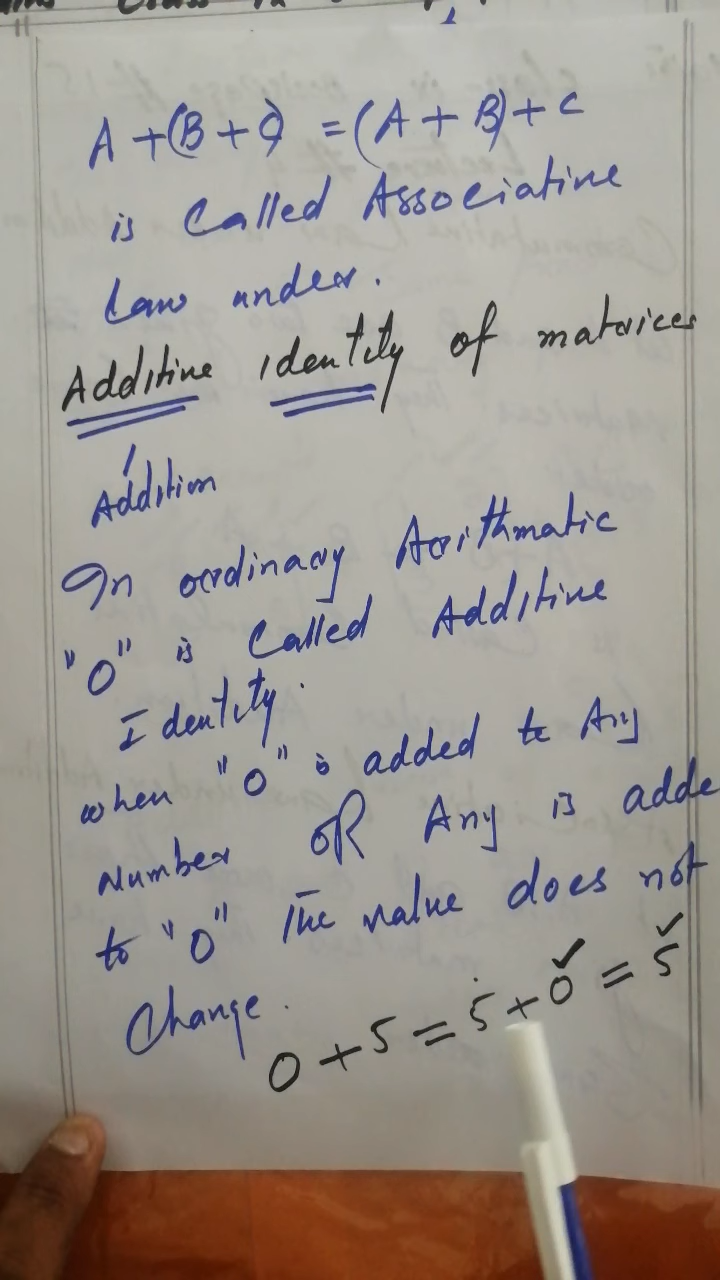 A + (B + C) = (A + B) + C
is Called Associative
Law under.
Additive identity of matrices
Addition
In ordinary Arithmatic
"0" is Called Additive
Identity.
when "0" is added to Any
Number OR Any is adde
to "0" The value does not
Change.
0 + 5 = 5 + 0 = 5